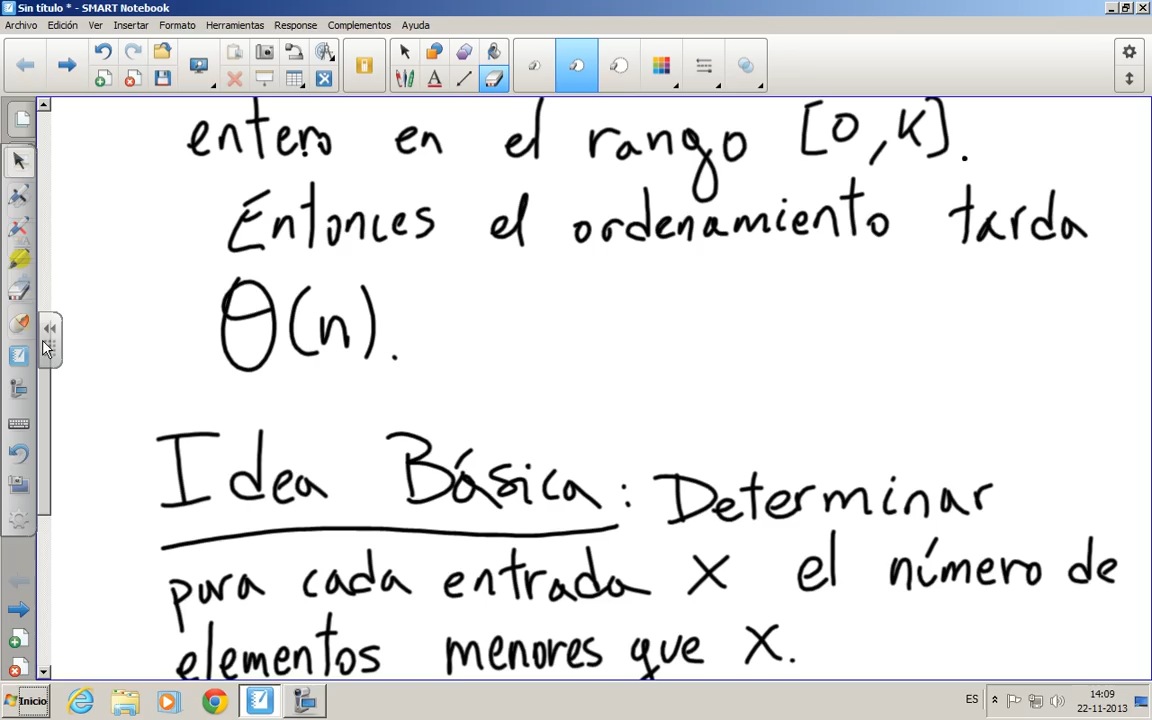 Sin título * - SMART Notebook
Archivo Edición Ver Insertar Formato Herramientas Response Complementos Ayuda
entero en el rango [0,K].
Entonces el ordenamiento tarda
Θ(n).
Idea Básica: Determinar
para cada entrada X el número de
elementos menores que X.
Inicio
ES
14:09
22-11-2013